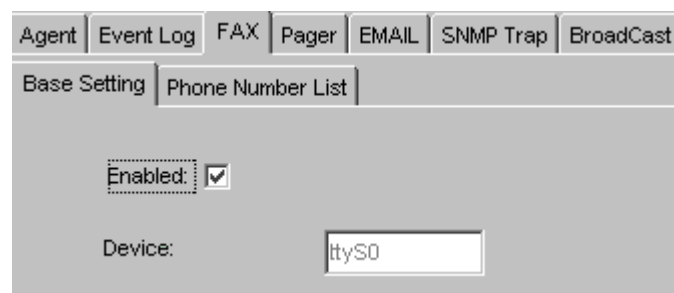 Agent Event Log FAX Pager EMAIL SNMP Trap BroadCast
Base Setting Phone Number List
Enabled:
Device: ttyS0